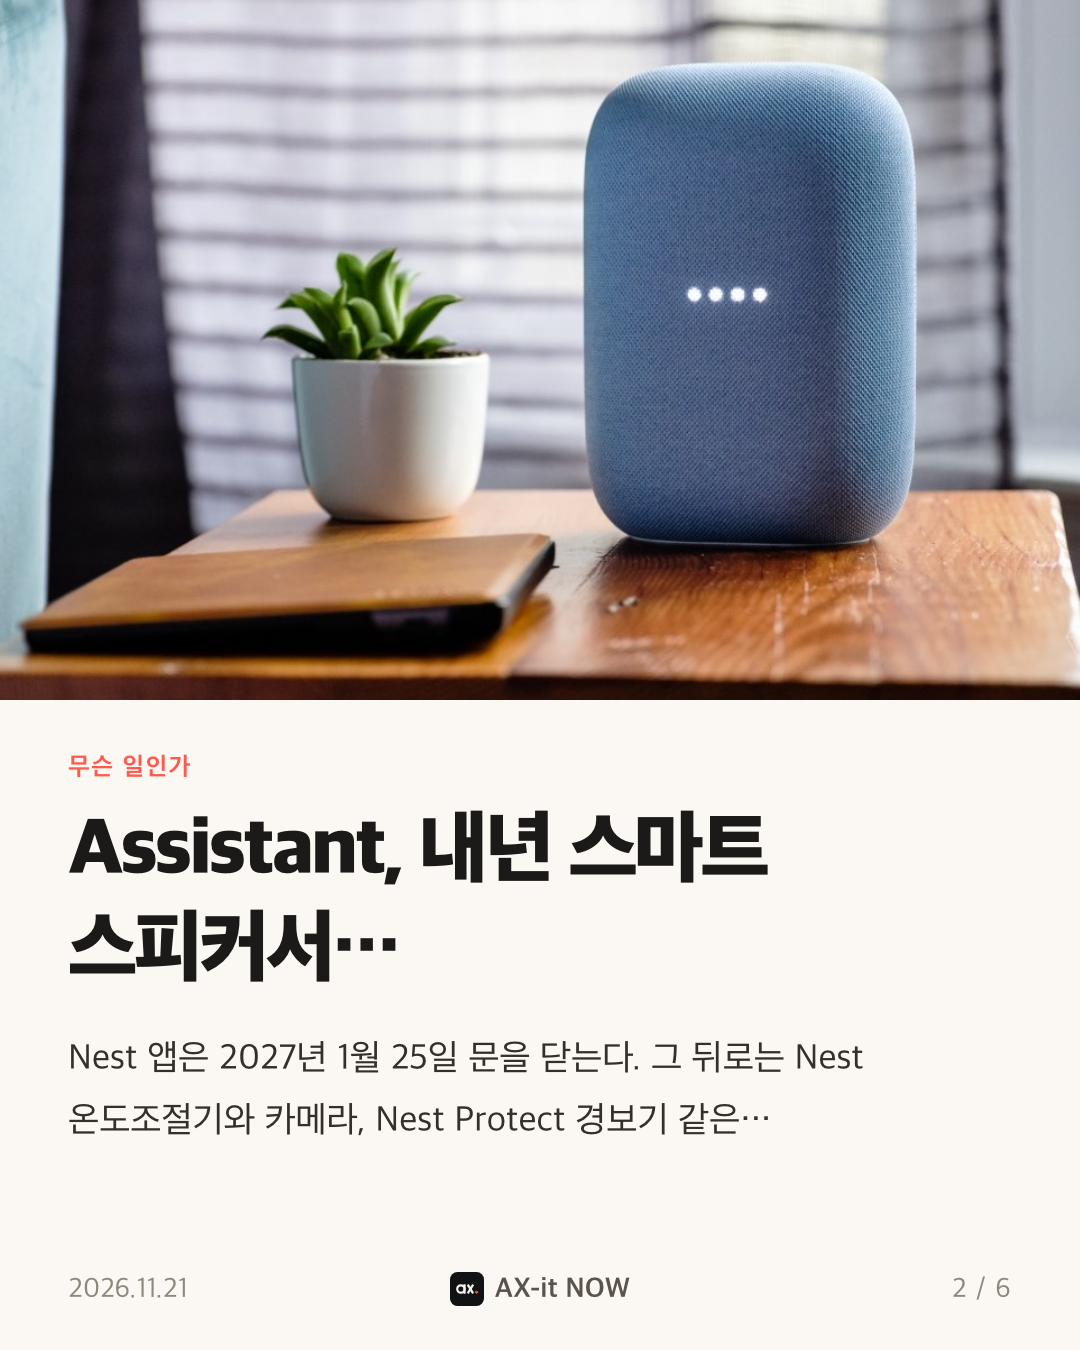 무슨 일인가
Assistant, 내년 스마트
스피커서…
Nest 앱은 2027년 1월 25일 문을 닫는다. 그 뒤로는 Nest
온도조절기와 카메라, Nest Protect 경보기 같은…
2026.11.21
ax. AX-it NOW
2 / 6